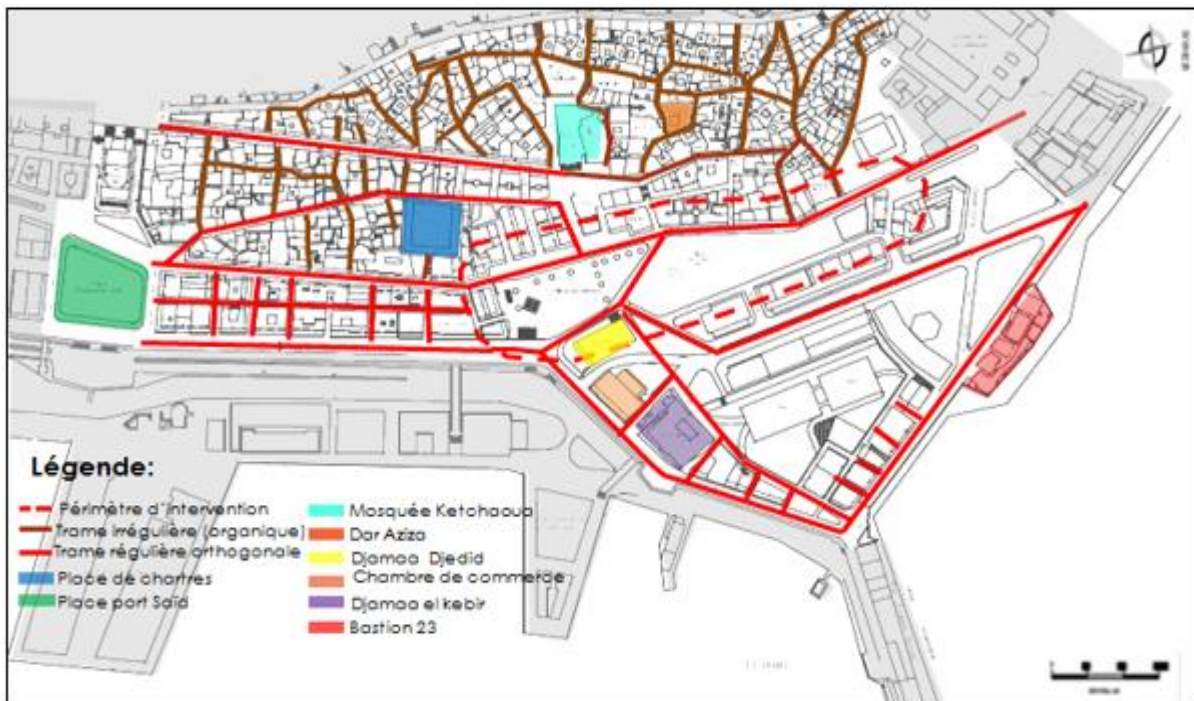 Légende:
Périmètre d'intervention
Trame irrégulière (organique)
Trame régulière orthogonale
Place de chartres
Place port Saïd
Mosquée Ketchaoua
Dar Aziza
Djamaa Djedid
Chambre de commerce
Djamaa el kebir
Bastion 23